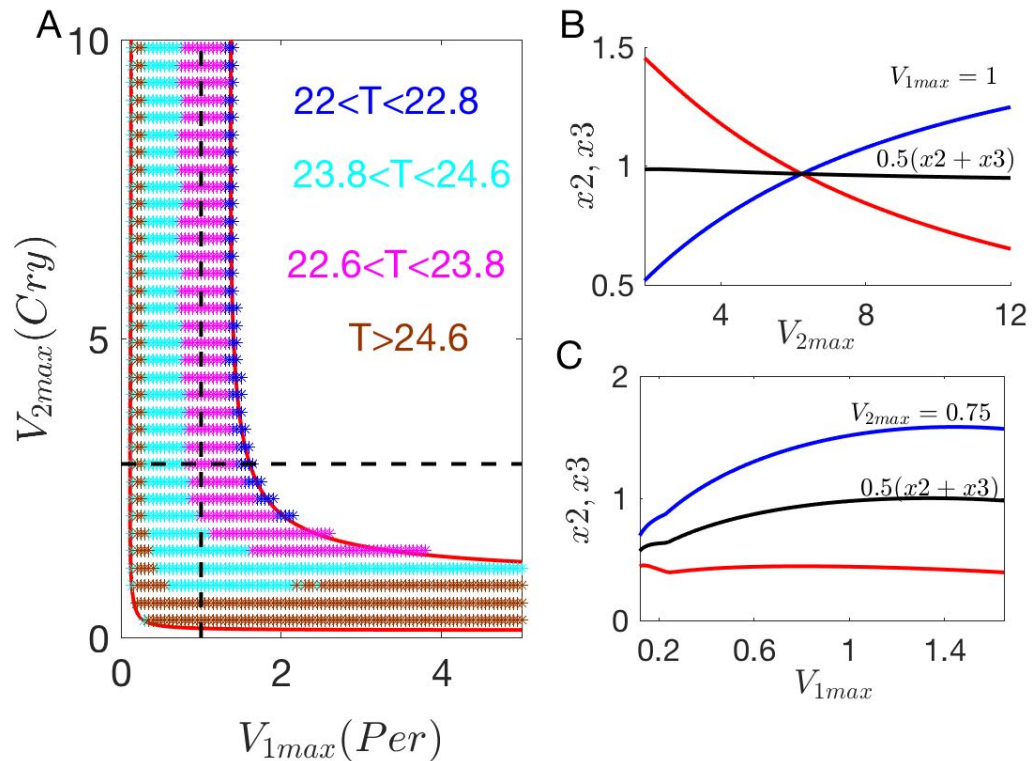 A
10
5
0
0
2
4
V1max(Per)
V2max(Cry)
22<T<22.8
23.8<T<24.6
22.6<T<23.8
T>24.6
B
1.5
1
0.5
4
8
12
V2max
x2, x3
V1max = 1
0.5(x2 + x3)
C
2
1
0
0.2
0.6
1
1.4
V1max
x2, x3
V2max = 0.75
0.5(x2 + x3)